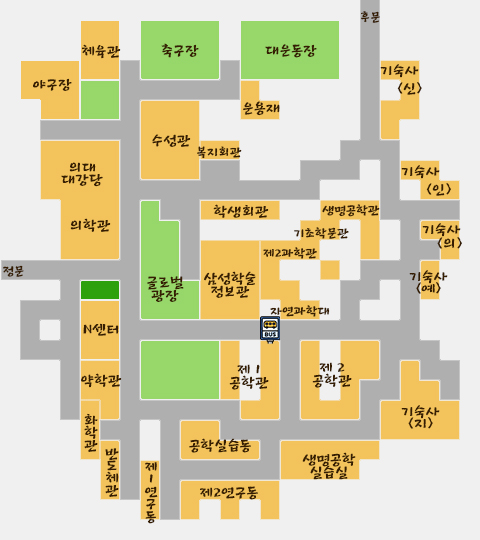 후문
체육관
축구장
대운동장
기숙사
(신)
야구장
운용재
수성관
복지회관
의대
대강당
기숙사
(인)
의학관
학생회관
생명공학관
기초학문관
기숙사
(의)
제2과학관
정문
글로벌
광장
삼성학술
정보관
기숙사
(예)
자연과학대
N센터
BUS
약학관
제 1
공학관
제 2
공학관
화학관
기숙사
(지)
반도체관
공학실습동
제1연구동
생명공학
실습실
제2연구동